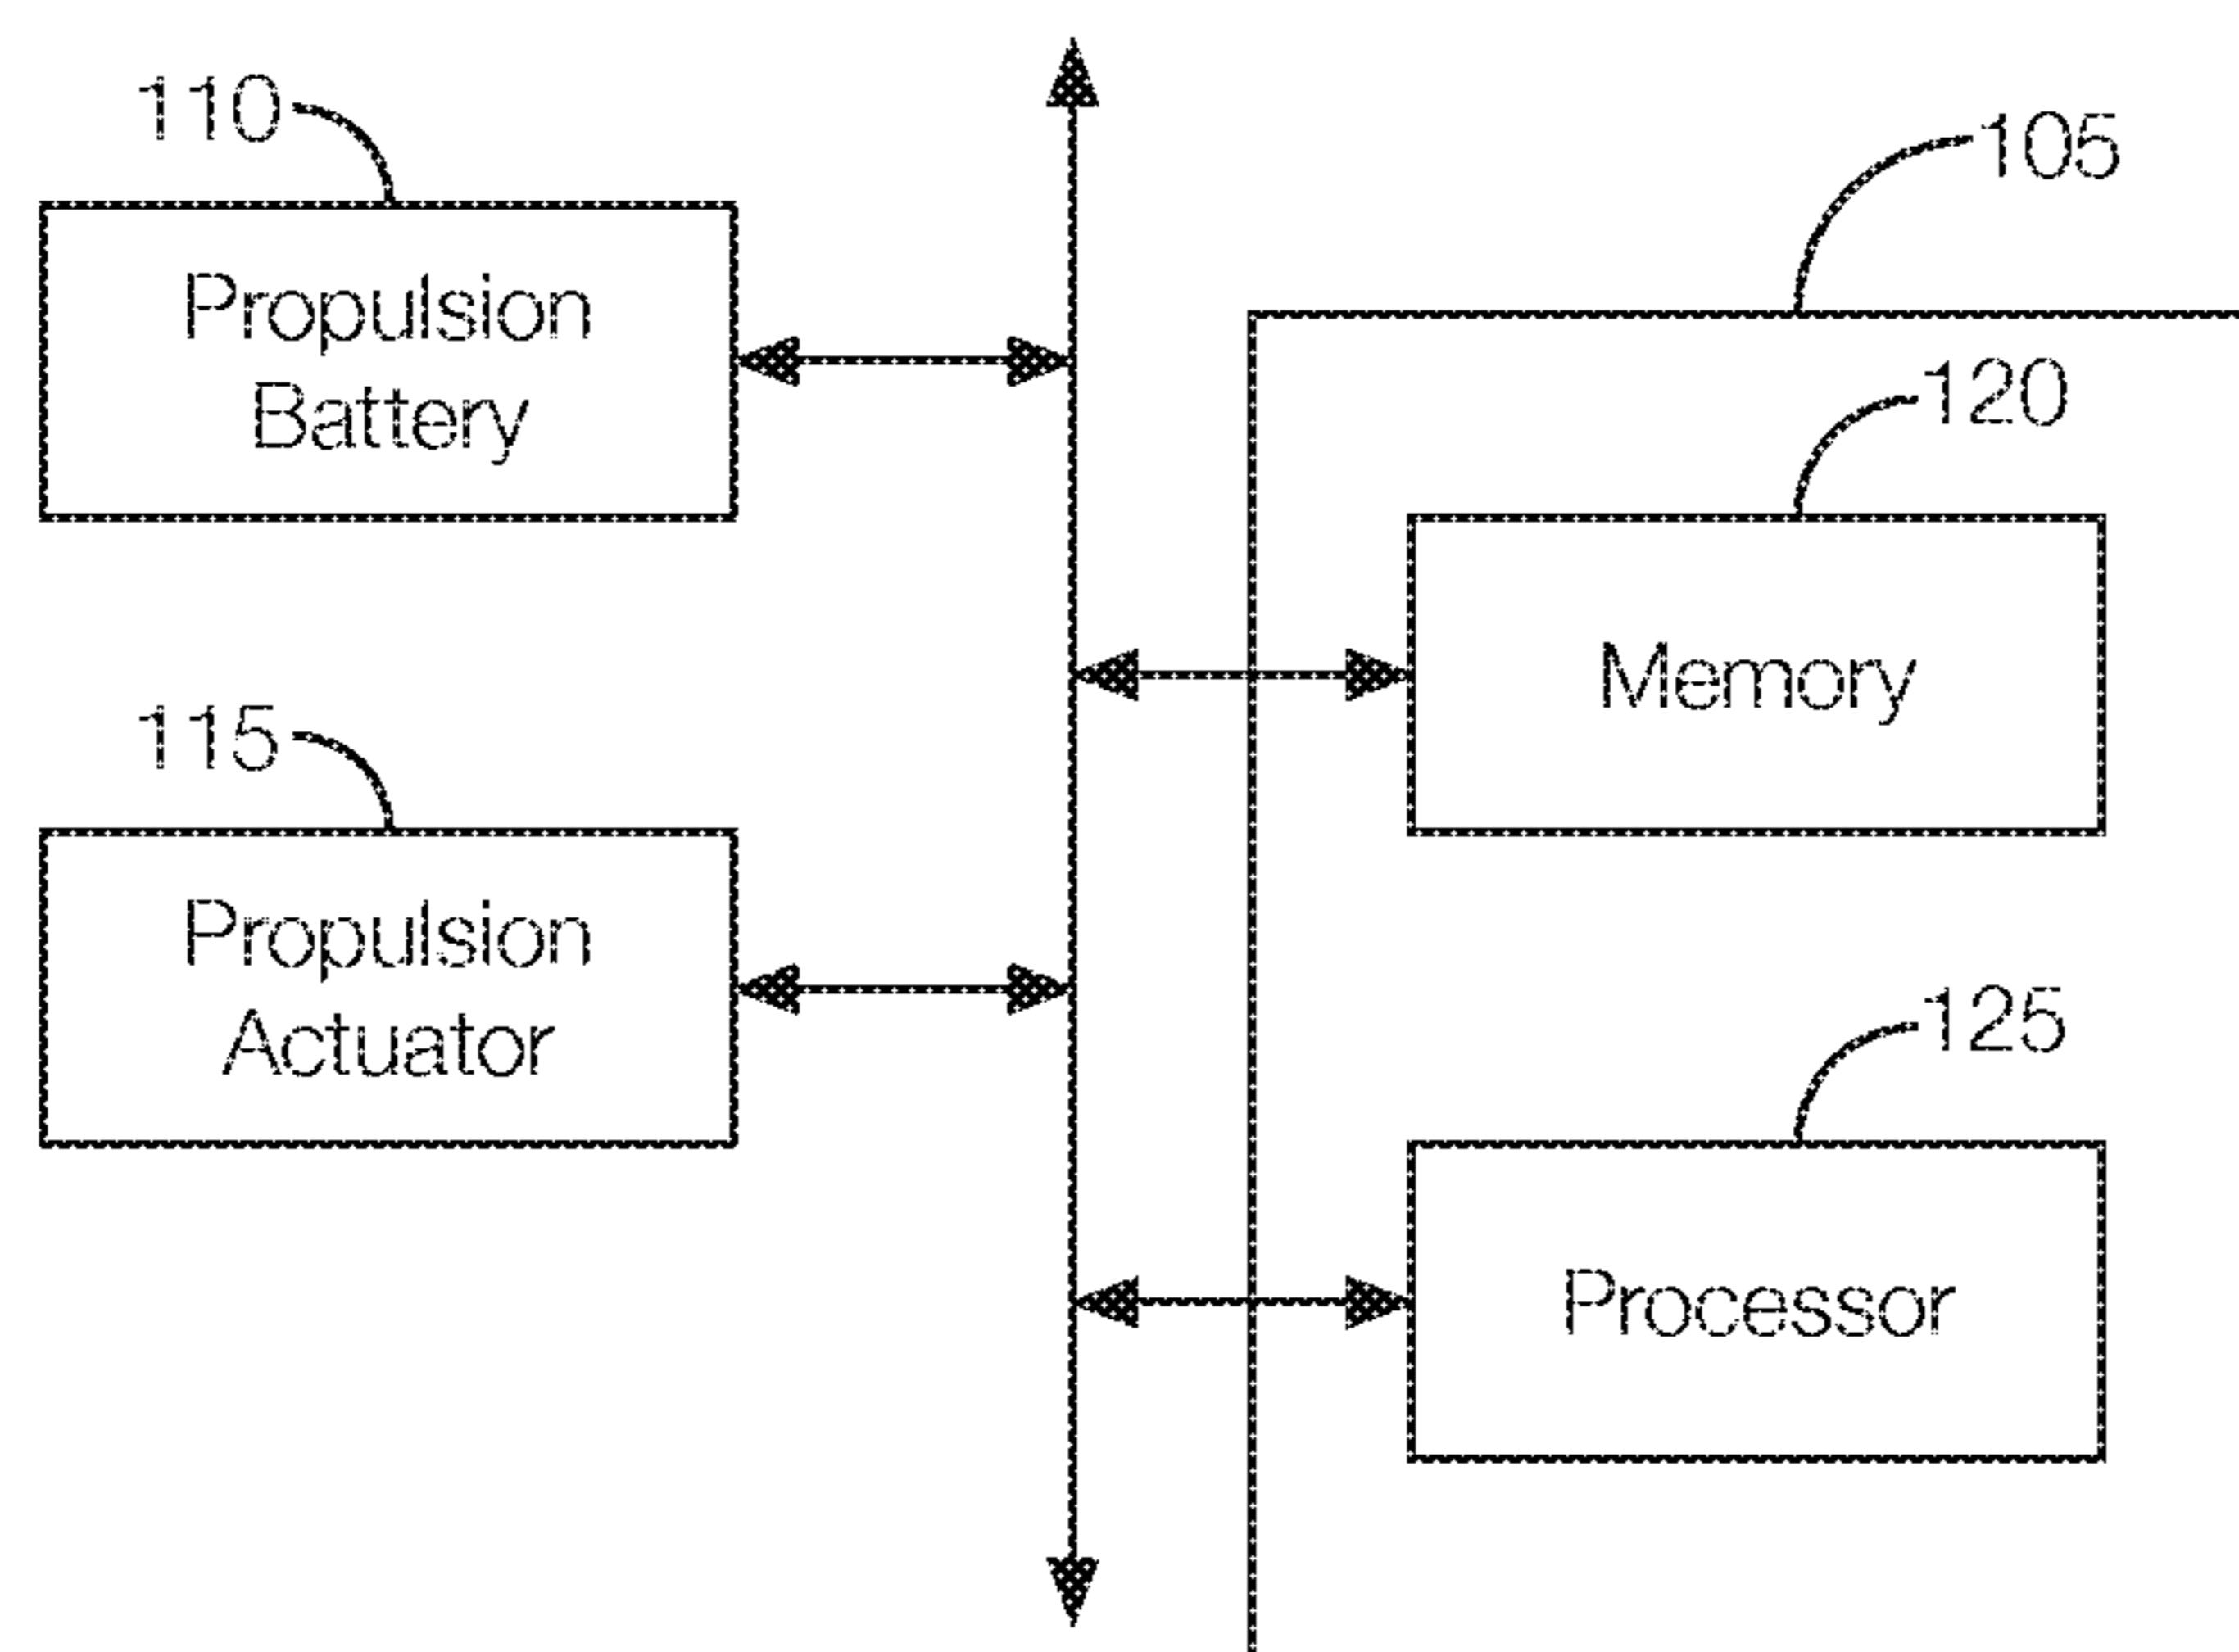 110
105
Propulsion
Battery
120
Memory
115
Propulsion
Actuator
125
Processor